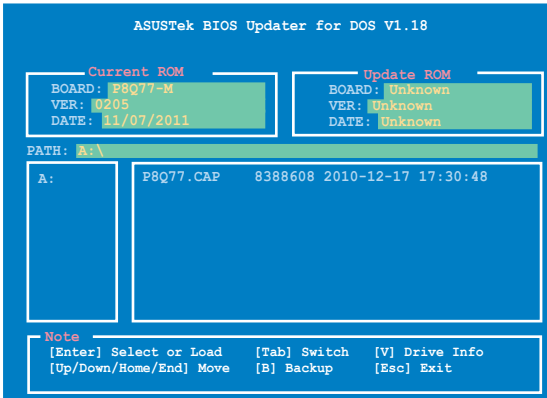 ASUSTek BIOS Updater for DOS V1.18
Current ROM
BOARD: P8Q77-M
VER: 0205
DATE: 11/07/2011
Update ROM
BOARD: Unknown
VER: Unknown
DATE: Unknown
PATH: A:\
A:
P8Q77.CAP 8388608 2010-12-17 17:30:48
Note
[Enter] Select or Load [Tab] Switch [V] Drive Info
[Up/Down/Home/End] Move [B] Backup [Esc] Exit